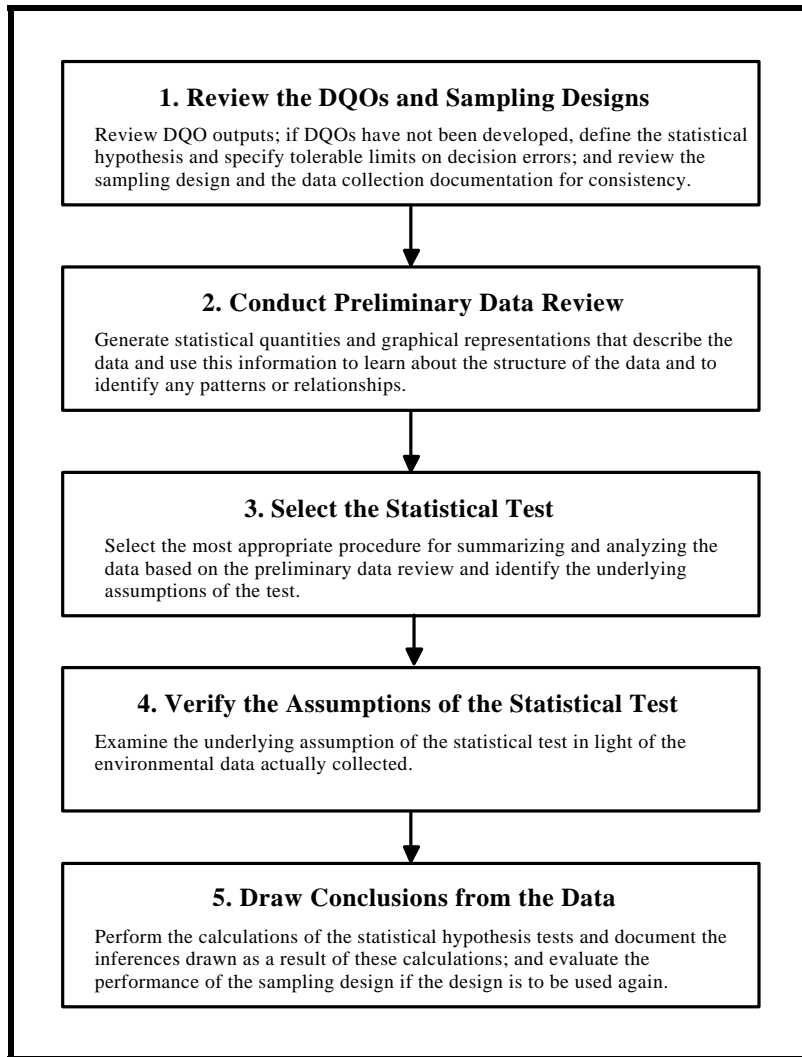 1. Review the DQOs and Sampling Designs
Review DQO outputs; if DQOs have not been developed, define the statistical
hypothesis and specify tolerable limits on decision errors; and review the
sampling design and the data collection documentation for consistency.
2. Conduct Preliminary Data Review
Generate statistical quantities and graphical representations that describe the
data and use this information to learn about the structure of the data and to
identify any patterns or relationships.
3. Select the Statistical Test
Select the most appropriate procedure for summarizing and analyzing the
data based on the preliminary data review and identify the underlying
assumptions of the test.
4. Verify the Assumptions of the Statistical Test
Examine the underlying assumption of the statistical test in light of the
environmental data actually collected.
5. Draw Conclusions from the Data
Perform the calculations of the statistical hypothesis tests and document the
inferences drawn as a result of these calculations; and evaluate the
performance of the sampling design if the design is to be used again.